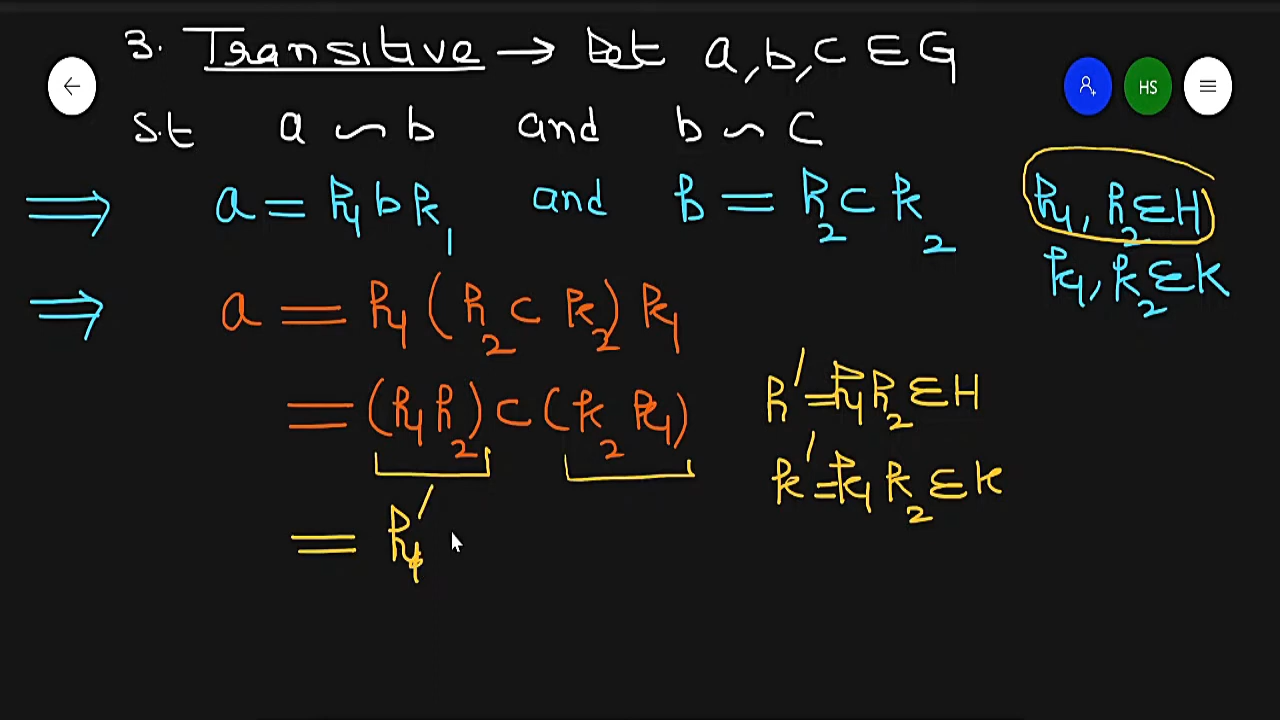 3. Transitive → Let a, b, c ∈ G
HS
s.t a ∼ b and b ∼ c
⟹ a = h₁ b k₁ and b = h₂ c k₂ h₁, h₂ ∈ H
k₁, k₂ ∈ K
⟹ a = h₁ (h₂ c k₂) k₁
= (h₁ h₂) c (k₂ k₁) h′ = h₁ h₂ ∈ H
k′ = k₁ k₂ ∈ K
= h₁′